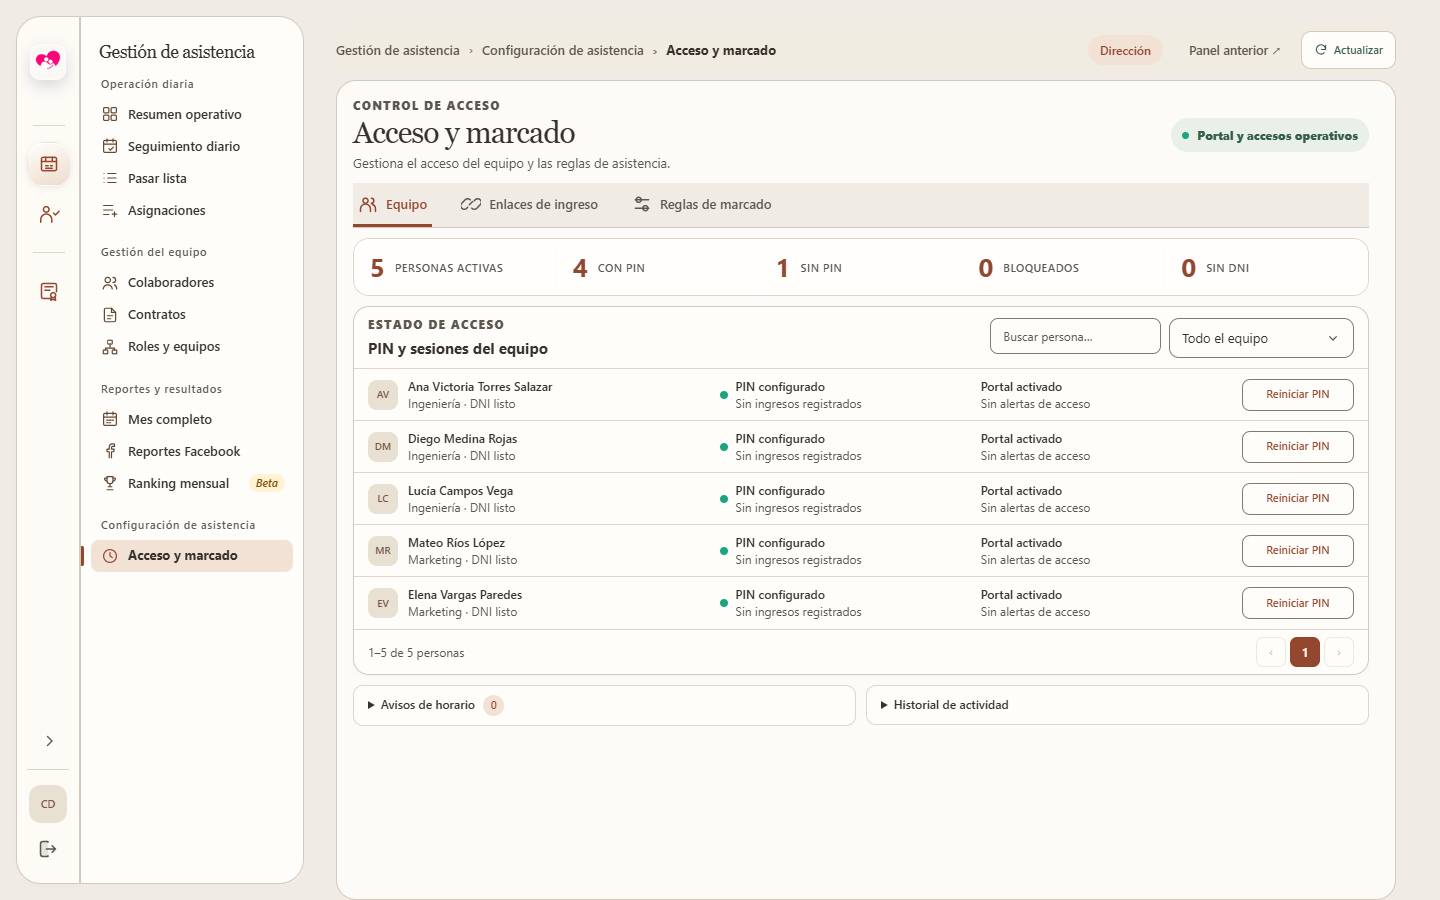 Gestión de asistencia
Operación diaria
Resumen operativo
Seguimiento diario
Pasar lista
Asignaciones
Gestión del equipo
Colaboradores
Contratos
Roles y equipos
Reportes y resultados
Mes completo
Reportes Facebook
Ranking mensual Beta
Configuración de asistencia
Acceso y marcado
CD
Gestión de asistencia › Configuración de asistencia › Acceso y marcado
Dirección
Panel anterior ↗
Actualizar
CONTROL DE ACCESO
Acceso y marcado
Gestiona el acceso del equipo y las reglas de asistencia.
Portal y accesos operativos
Equipo
Enlaces de ingreso
Reglas de marcado
5 PERSONAS ACTIVAS
4 CON PIN
1 SIN PIN
0 BLOQUEADOS
0 SIN DNI
ESTADO DE ACCESO
PIN y sesiones del equipo
Buscar persona...
Todo el equipo
AV
Ana Victoria Torres Salazar
Ingeniería · DNI listo
PIN configurado
Sin ingresos registrados
Portal activado
Sin alertas de acceso
Reiniciar PIN
DM
Diego Medina Rojas
Ingeniería · DNI listo
PIN configurado
Sin ingresos registrados
Portal activado
Sin alertas de acceso
Reiniciar PIN
LC
Lucía Campos Vega
Ingeniería · DNI listo
PIN configurado
Sin ingresos registrados
Portal activado
Sin alertas de acceso
Reiniciar PIN
MR
Mateo Ríos López
Marketing · DNI listo
PIN configurado
Sin ingresos registrados
Portal activado
Sin alertas de acceso
Reiniciar PIN
EV
Elena Vargas Paredes
Marketing · DNI listo
PIN configurado
Sin ingresos registrados
Portal activado
Sin alertas de acceso
Reiniciar PIN
1–5 de 5 personas
‹ 1 ›
Avisos de horario 0
Historial de actividad